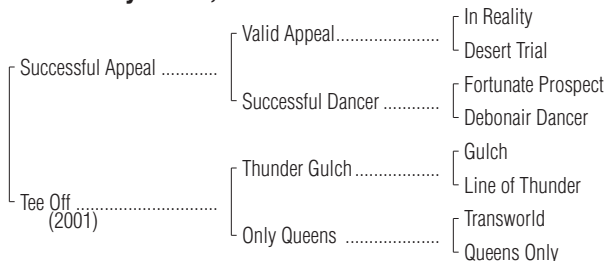 In Reality
Valid Appeal
Desert Trial
Successful Appeal
Fortunate Prospect
Successful Dancer
Debonair Dancer
Gulch
Thunder Gulch
Line of Thunder
Tee Off
(2001)
Transworld
Only Queens
Queens Only